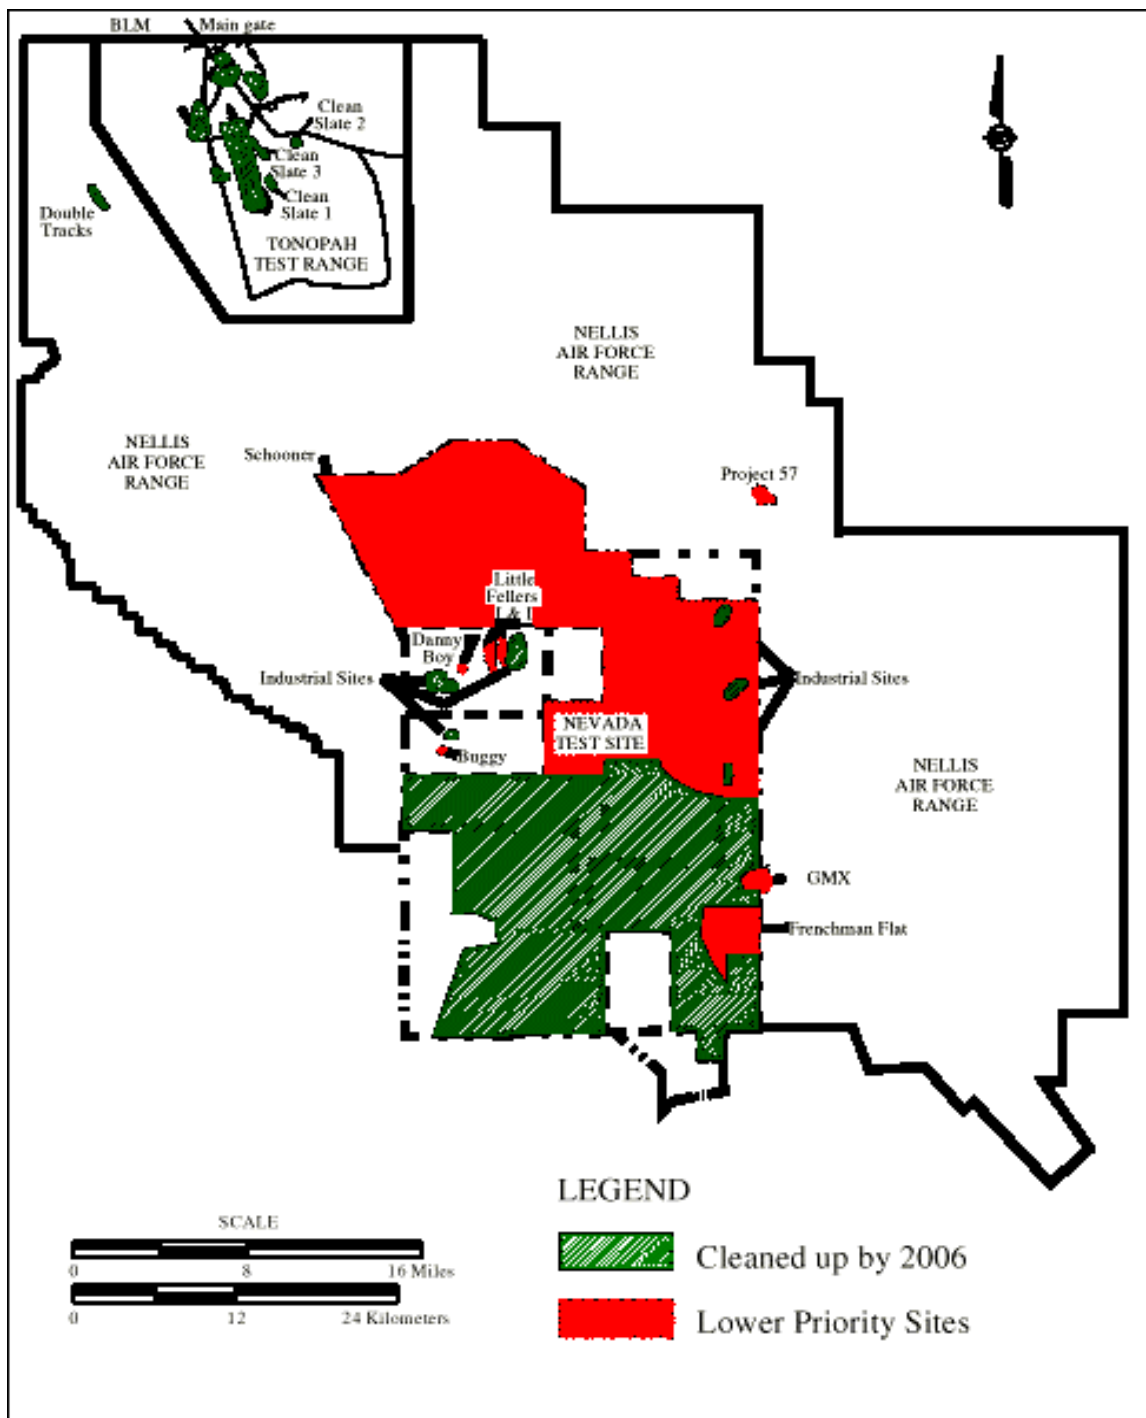 BLM
Main gate
Clean
Slate 2
Clean
Slate 3
Clean
Slate 1
Double
Tracks
TONOPAH
TEST RANGE
NELLIS
AIR FORCE
RANGE
NELLIS
AIR FORCE
RANGE
Schooner
Project 57
Little
Fellers
I & I
Danny
Boy
Industrial Sites
Industrial Sites
NEVADA
TEST SITE
Buggy
NELLIS
AIR FORCE
RANGE
GMX
Frenchman Flat
LEGEND
SCALE
0 8 16 Miles
0 12 24 Kilometers
Cleaned up by 2006
Lower Priority Sites